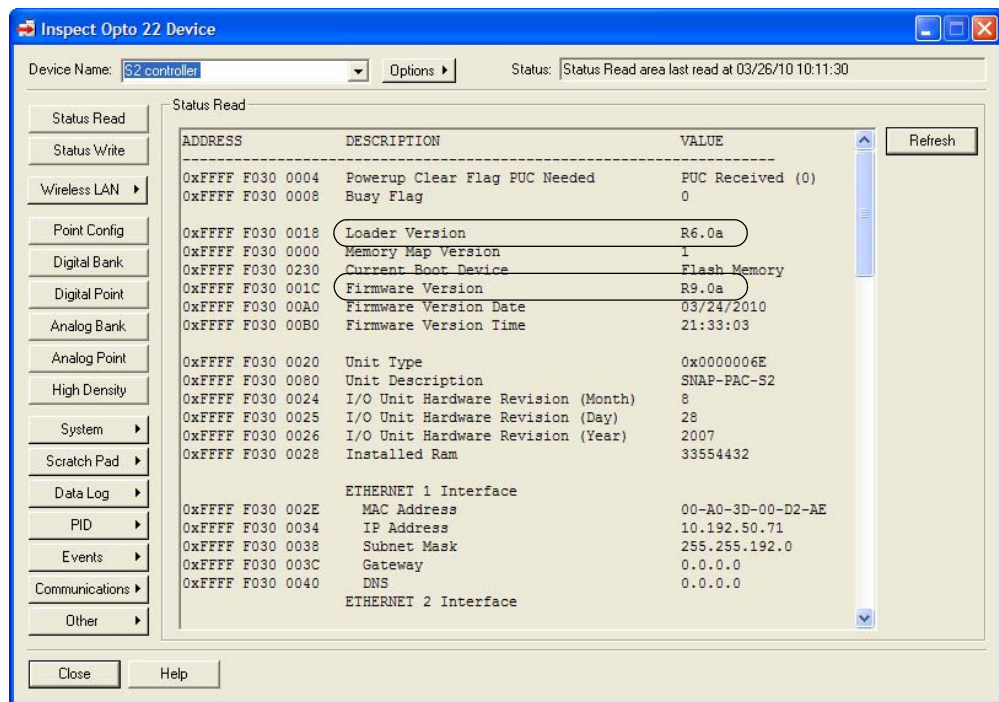 Inspect Opto 22 Device
Device Name: S2 controller Options Status: Status Read area last read at 03/26/10 10:11:30
Status Read
Status Write
Wireless LAN
Point Config
Digital Bank
Digital Point
Analog Bank
Analog Point
High Density
System
Scratch Pad
Data Log
PID
Events
Communications
Other
Status Read
ADDRESS DESCRIPTION VALUE
--------------------------------------------------------------------------
0xFFFF F030 0004 Powerup Clear Flag PUC Needed PUC Received (0)
0xFFFF F030 0008 Busy Flag 0
0xFFFF F030 0018 Loader Version R6.0a
0xFFFF F030 0000 Memory Map Version 1
0xFFFF F030 0230 Current Boot Device Flash Memory
0xFFFF F030 001C Firmware Version R9.0a
0xFFFF F030 00A0 Firmware Version Date 03/24/2010
0xFFFF F030 00B0 Firmware Version Time 21:33:03
0xFFFF F030 0020 Unit Type 0x0000006E
0xFFFF F030 0080 Unit Description SNAP-PAC-S2
0xFFFF F030 0024 I/O Unit Hardware Revision (Month) 8
0xFFFF F030 0025 I/O Unit Hardware Revision (Day) 28
0xFFFF F030 0026 I/O Unit Hardware Revision (Year) 2007
0xFFFF F030 0028 Installed Ram 33554432
ETHERNET 1 Interface
0xFFFF F030 002E MAC Address 00-A0-3D-00-D2-AE
0xFFFF F030 0034 IP Address 10.192.50.71
0xFFFF F030 0038 Subnet Mask 255.255.192.0
0xFFFF F030 003C Gateway 0.0.0.0
0xFFFF F030 0040 DNS 0.0.0.0
ETHERNET 2 Interface
Refresh
Close Help